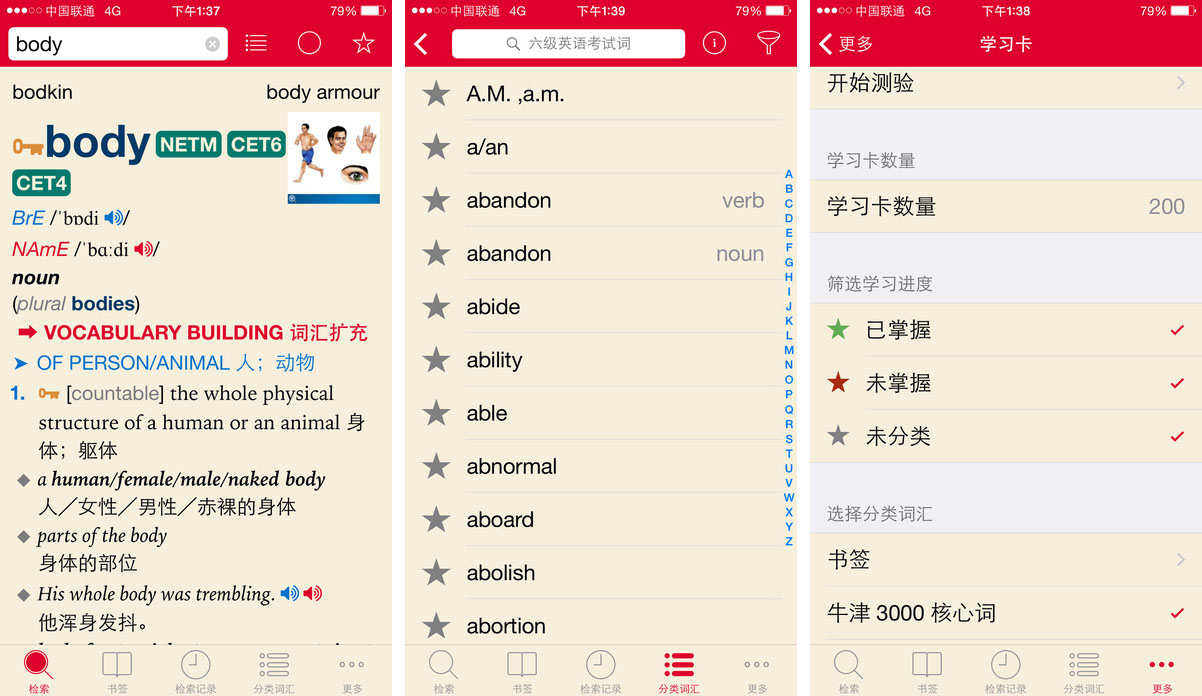 中国联通 4G 下午1:37 79%
body
bodkin body armour
body NETM CET6
CET4
BrE /ˈbɒdi /
NAmE /ˈbɑːdi /
noun
(plural bodies)
➡ VOCABULARY BUILDING 词汇扩充
➤ OF PERSON/ANIMAL 人；动物
1. [countable] the whole physical
structure of a human or an animal 身
体；躯体
◆ a human/female/male/naked body
人／女性／男性／赤裸的身体
◆ parts of the body
身体的部位
◆ His whole body was trembling.
他浑身发抖。
检索 书签 检索记录 分类词汇 更多
中国联通 4G 下午1:39 79%
六级英语考试词
A.M. ,a.m.
a/an
abandon verb
abandon noun
abide
ability
able
abnormal
aboard
abolish
abortion
A
B
C
D
E
F
G
H
I
J
K
L
M
N
O
P
Q
R
S
T
U
V
W
X
Y
Z
检索 书签 检索记录 分类词汇 更多
中国联通 4G 下午1:38 79%
更多 学习卡
开始测验
学习卡数量
学习卡数量 200
筛选学习进度
已掌握
未掌握
未分类
选择分类词汇
书签
牛津 3000 核心词
检索 书签 检索记录 分类词汇 更多